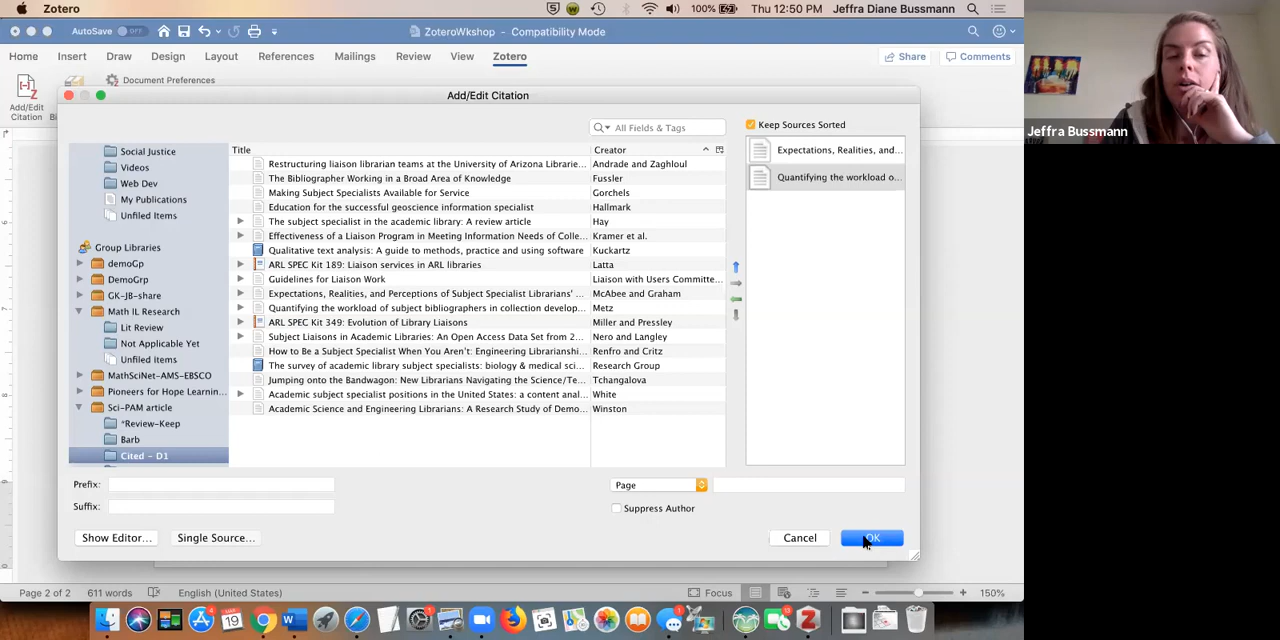 Zotero
100%
Thu 12:50 PM
Jeffra Diane Bussmann
AutoSave
OFF
ZoteroWkshop - Compatibility Mode
Home
Insert
Draw
Design
Layout
References
Mailings
Review
View
Zotero
Share
Comments
Add/Edit
Citation
Document Preferences
Add/Edit Citation
All Fields & Tags
Keep Sources Sorted
Social Justice
Videos
Web Dev
My Publications
Unfiled Items
Group Libraries
demoGp
DemoGrp
GK-JB-share
Math IL Research
Lit Review
Not Applicable Yet
Unfiled Items
MathSciNet-AMS-EBSCO
Pioneers for Hope Learnin...
Sci-PAM article
*Review-Keep
Barb
Cited - D1
Title Creator
Restructuring liaison librarian teams at the University of Arizona Librarie... Andrade and Zaghloul
The Bibliographer Working in a Broad Area of Knowledge Fussler
Making Subject Specialists Available for Service Gorchels
Education for the successful geoscience information specialist Hallmark
The subject specialist in the academic library: A review article Hay
Effectiveness of a Liaison Program in Meeting Information Needs of Colle... Kramer et al.
Qualitative text analysis: A guide to methods, practice and using software Kuckartz
ARL SPEC Kit 189: Liaison services in ARL libraries Latta
Guidelines for Liaison Work Liaison with Users Committe...
Expectations, Realities, and Perceptions of Subject Specialist Librarians' ... McAbee and Graham
Quantifying the workload of subject bibliographers in collection develop... Metz
ARL SPEC Kit 349: Evolution of Library Liaisons Miller and Pressley
Subject Liaisons in Academic Libraries: An Open Access Data Set from 2... Nero and Langley
How to Be a Subject Specialist When You Aren't: Engineering Librarianshi... Renfro and Critz
The survey of academic library subject specialists: biology & medical sci... Research Group
Jumping onto the Bandwagon: New Librarians Navigating the Science/Te... Tchangalova
Academic subject specialist positions in the United States: a content anal... White
Academic Science and Engineering Librarians: A Research Study of Demo... Winston
Expectations, Realities, and...
Quantifying the workload o...
Prefix:
Suffix:
Page
Suppress Author
Show Editor...
Single Source...
Cancel
OK
Page 2 of 2
611 words
English (United States)
Focus
150%
Jeffra Bussmann